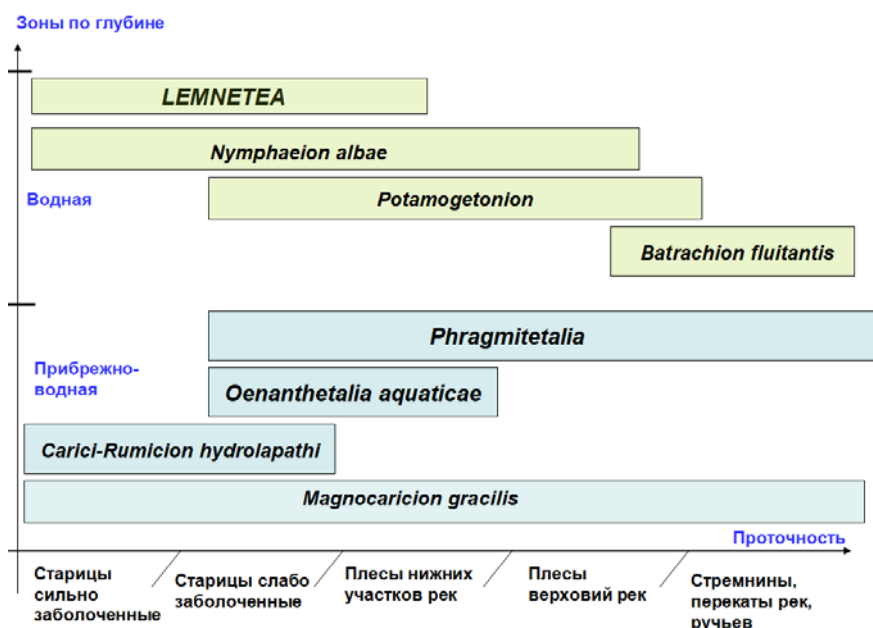 Зоны по глубине
LEMNETEA
Nymphaeion albae
Водная
Potamogetonion
Batrachion fluitantis
Phragmitetalia
Прибрежно-
водная
Oenanthetalia aquaticae
Carici-Rumicion hydrolapathi
Magnocaricion gracilis
Проточность
Старицы
сильно
заболоченные
Старицы слабо
заболоченные
Плесы нижних
участков рек
Плесы
верховий рек
Стремнины,
перекаты рек,
ручьев